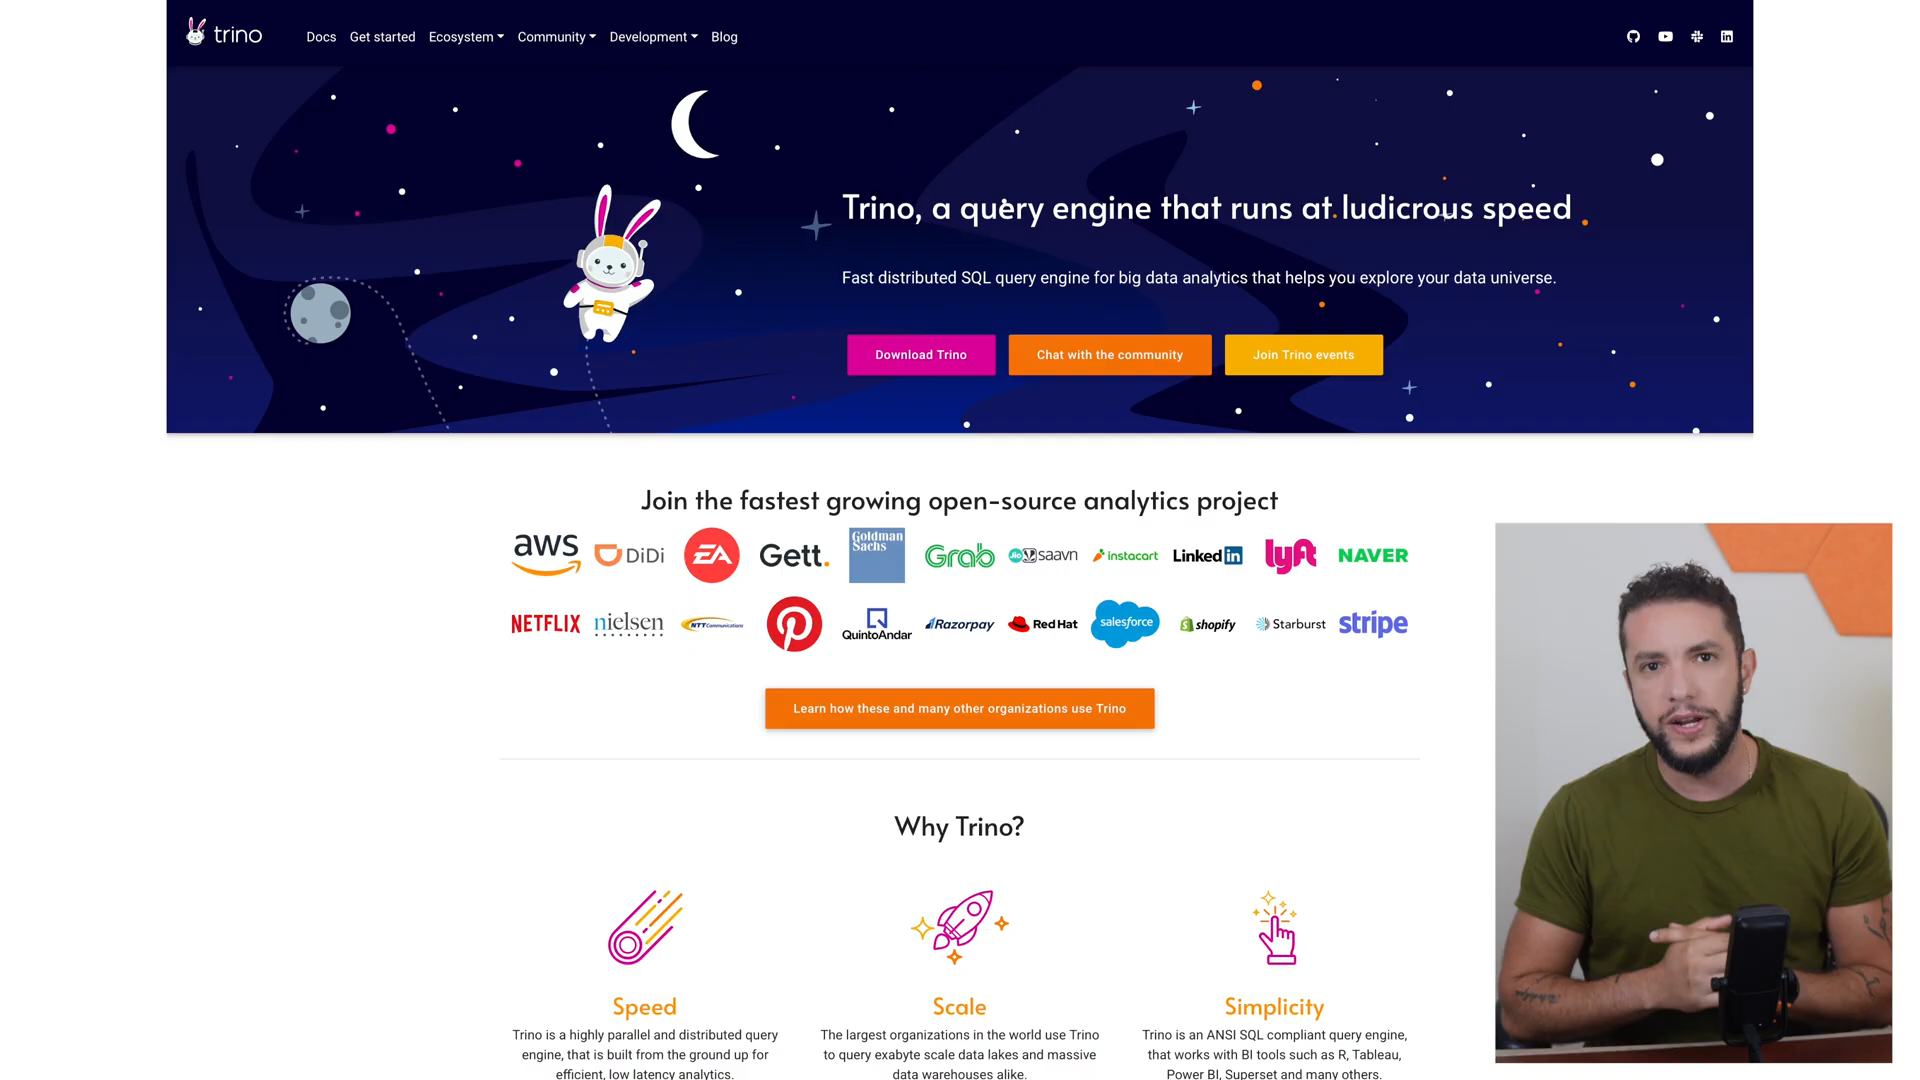 trino
Docs Get started Ecosystem Community Development Blog
Trino, a query engine that runs at ludicrous speed
Fast distributed SQL query engine for big data analytics that helps you explore your data universe.
Download Trino Chat with the community Join Trino events
Join the fastest growing open-source analytics project
aws DiDi EA Gett. Goldman Sachs Grab Jio saavn instacart Linked in lyft NAVER
NETFLIX nielsen NTT Communications QuintoAndar Razorpay Red Hat salesforce shopify Starburst stripe
Learn how these and many other organizations use Trino
Why Trino?
Speed Scale Simplicity
Trino is a highly parallel and distributed query
engine, that is built from the ground up for
efficient, low latency analytics.
The largest organizations in the world use Trino
to query exabyte scale data lakes and massive
data warehouses alike.
Trino is an ANSI SQL compliant query engine,
that works with BI tools such as R, Tableau,
Power BI, Superset and many others.